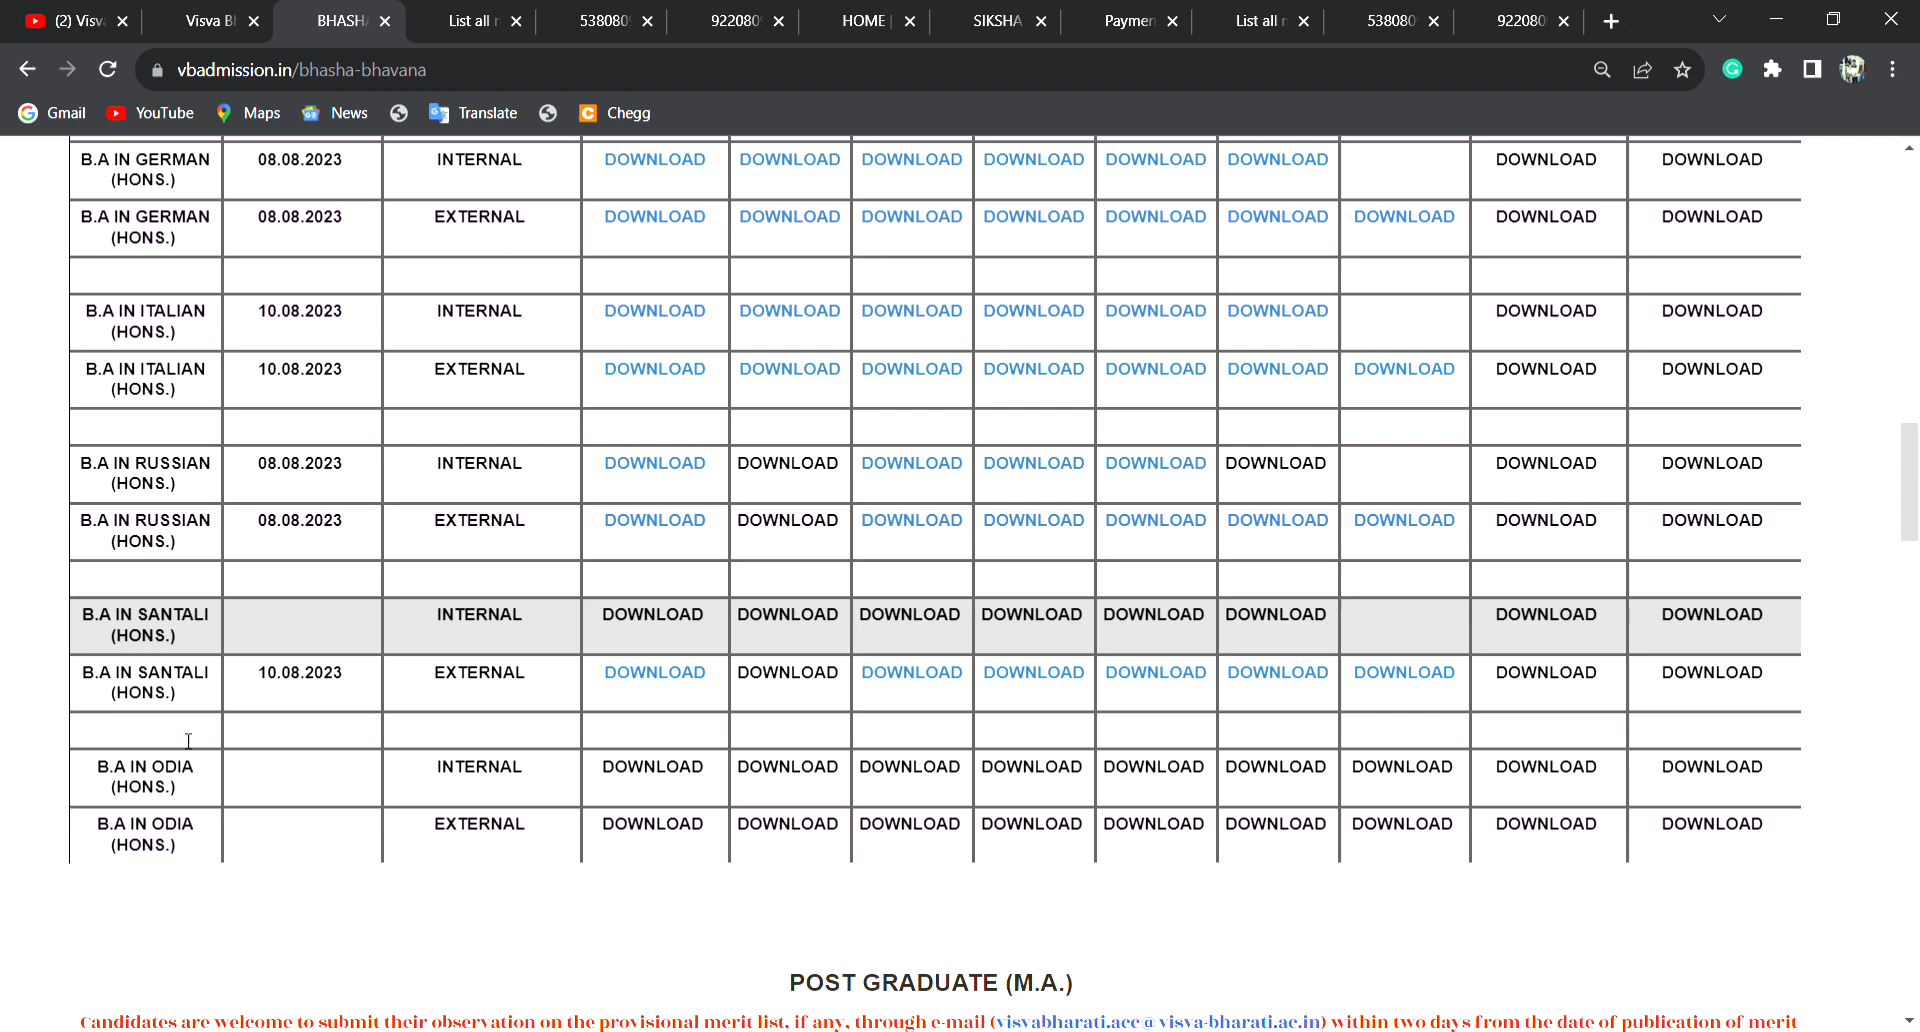 (2) Visv
Visva Bl
BHASHA
List all r
538080
922080
HOME |
SIKSHA
Paymen
List all r
538080
922080
vbadmission.in/bhasha-bhavana
Gmail YouTube Maps News Translate Chegg
B.A IN GERMAN (HONS.) 08.08.2023 INTERNAL DOWNLOAD DOWNLOAD DOWNLOAD DOWNLOAD DOWNLOAD DOWNLOAD DOWNLOAD DOWNLOAD
B.A IN GERMAN (HONS.) 08.08.2023 EXTERNAL DOWNLOAD DOWNLOAD DOWNLOAD DOWNLOAD DOWNLOAD DOWNLOAD DOWNLOAD DOWNLOAD DOWNLOAD
B.A IN ITALIAN (HONS.) 10.08.2023 INTERNAL DOWNLOAD DOWNLOAD DOWNLOAD DOWNLOAD DOWNLOAD DOWNLOAD DOWNLOAD DOWNLOAD
B.A IN ITALIAN (HONS.) 10.08.2023 EXTERNAL DOWNLOAD DOWNLOAD DOWNLOAD DOWNLOAD DOWNLOAD DOWNLOAD DOWNLOAD DOWNLOAD DOWNLOAD
B.A IN RUSSIAN (HONS.) 08.08.2023 INTERNAL DOWNLOAD DOWNLOAD DOWNLOAD DOWNLOAD DOWNLOAD DOWNLOAD DOWNLOAD DOWNLOAD
B.A IN RUSSIAN (HONS.) 08.08.2023 EXTERNAL DOWNLOAD DOWNLOAD DOWNLOAD DOWNLOAD DOWNLOAD DOWNLOAD DOWNLOAD DOWNLOAD DOWNLOAD
B.A IN SANTALI (HONS.) INTERNAL DOWNLOAD DOWNLOAD DOWNLOAD DOWNLOAD DOWNLOAD DOWNLOAD DOWNLOAD DOWNLOAD
B.A IN SANTALI (HONS.) 10.08.2023 EXTERNAL DOWNLOAD DOWNLOAD DOWNLOAD DOWNLOAD DOWNLOAD DOWNLOAD DOWNLOAD DOWNLOAD DOWNLOAD
B.A IN ODIA (HONS.) INTERNAL DOWNLOAD DOWNLOAD DOWNLOAD DOWNLOAD DOWNLOAD DOWNLOAD DOWNLOAD DOWNLOAD DOWNLOAD
B.A IN ODIA (HONS.) EXTERNAL DOWNLOAD DOWNLOAD DOWNLOAD DOWNLOAD DOWNLOAD DOWNLOAD DOWNLOAD DOWNLOAD DOWNLOAD
POST GRADUATE (M.A.)
Candidates are welcome to submit their observation on the provisional merit list, if any, through e-mail (visvabharati.acc@visva-bharati.ac.in) within two days from the date of publication of merit